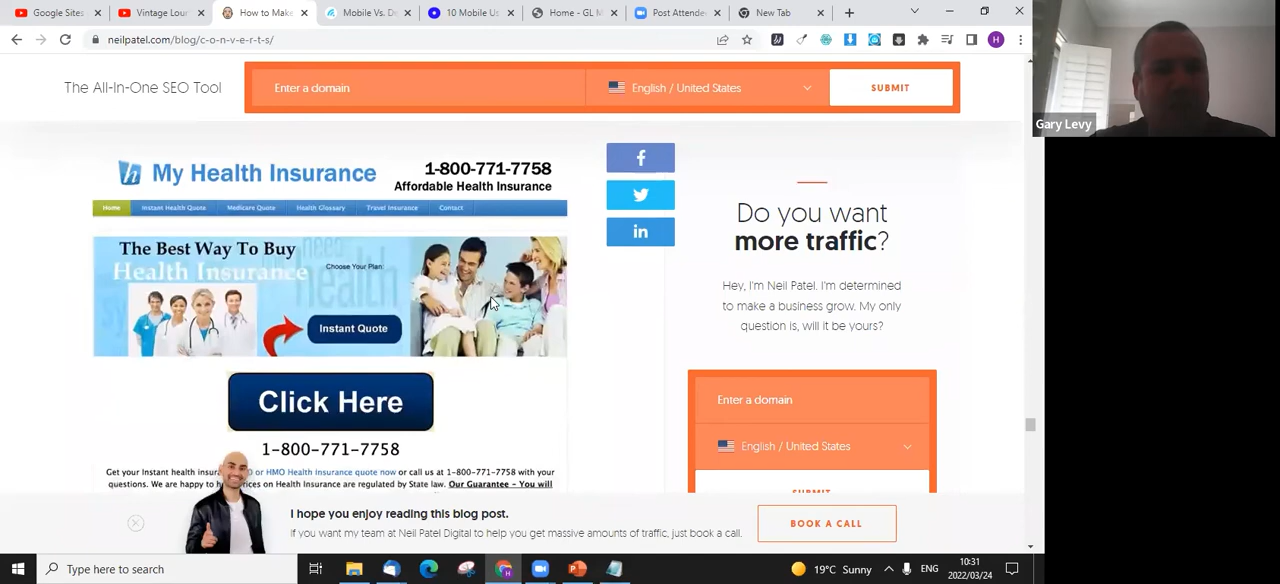 Google Sites
Vintage Lour
How to Make
Mobile Vs. De
10 Mobile Us
Home - GL M
Post Attende
New Tab
neilpatel.com/blog/c-o-n-v-e-r-t-s/
H
Gary Levy
The All-In-One SEO Tool
Enter a domain
English / United States
SUBMIT
h My Health Insurance
1-800-771-7758
Affordable Health Insurance
Home
Instant Health Quote
Medicare Quote
Health Glossary
Travel Insurance
Contact
The Best Way To Buy
Health Insurance
Choose Your Plan:
Instant Quote
Click Here
1-800-771-7758
Get your Instant health insur
O or HMO Health insurance quote now or call us at 1-800-771-7758 with your
questions. We are happy to h
rices on Health Insurance are regulated by State law. Our Guarantee - You will
Do you want
more traffic?
Hey, I'm Neil Patel. I'm determined
to make a business grow. My only
question is, will it be yours?
Enter a domain
English / United States
SUBMIT
I hope you enjoy reading this blog post.
If you want my team at Neil Patel Digital to help you get massive amounts of traffic, just book a call.
BOOK A CALL
Type here to search
19°C Sunny
ENG
10:31
2022/03/24